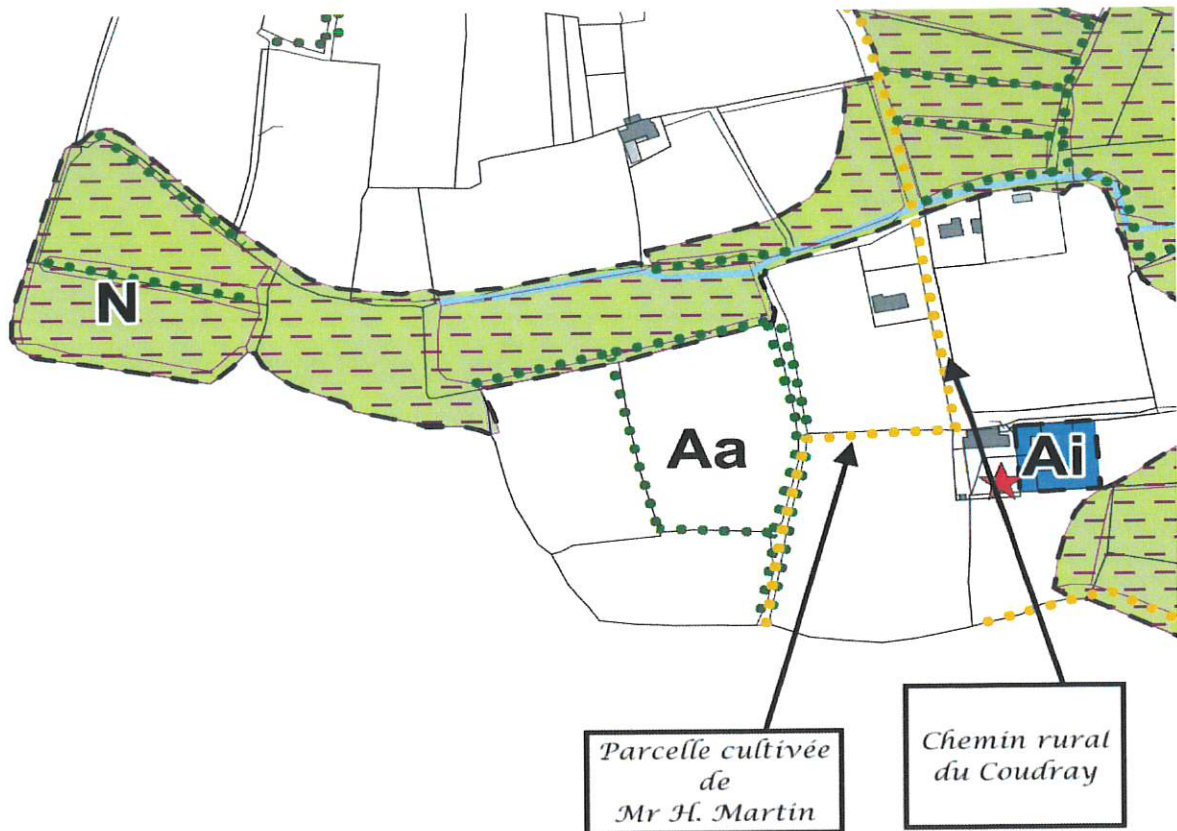 N
Aa
Ai
Parcelle cultivée
de
Mr H. Martin
Chemin rural
du Coudray